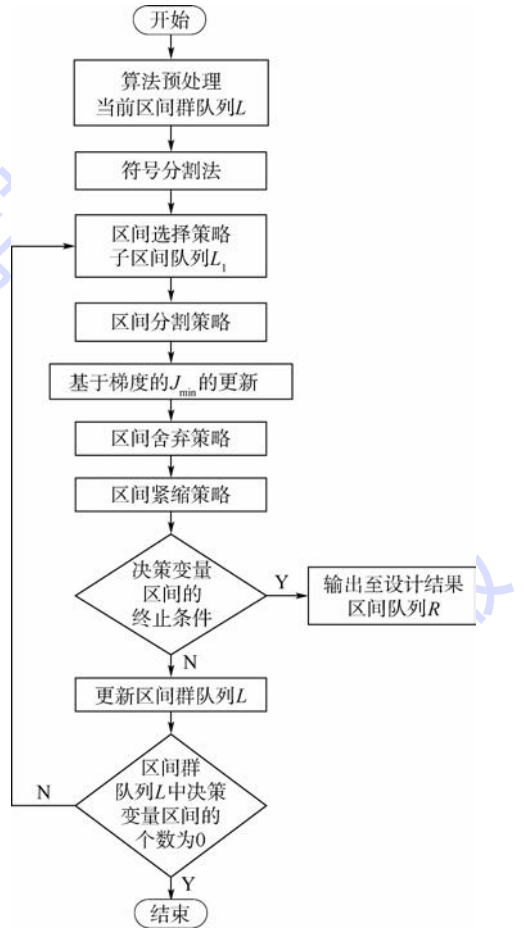 开始
算法预处理
当前区间群队列L
符号分割法
区间选择策略
子区间队列L₁
区间分割策略
基于梯度的Jmin的更新
区间舍弃策略
区间紧缩策略
决策变量
区间的
终止条件
Y
输出至设计结果
区间队列R
N
更新区间群队列L
区间群
队列L中决策
变量区间的
个数为0
N
Y
结束